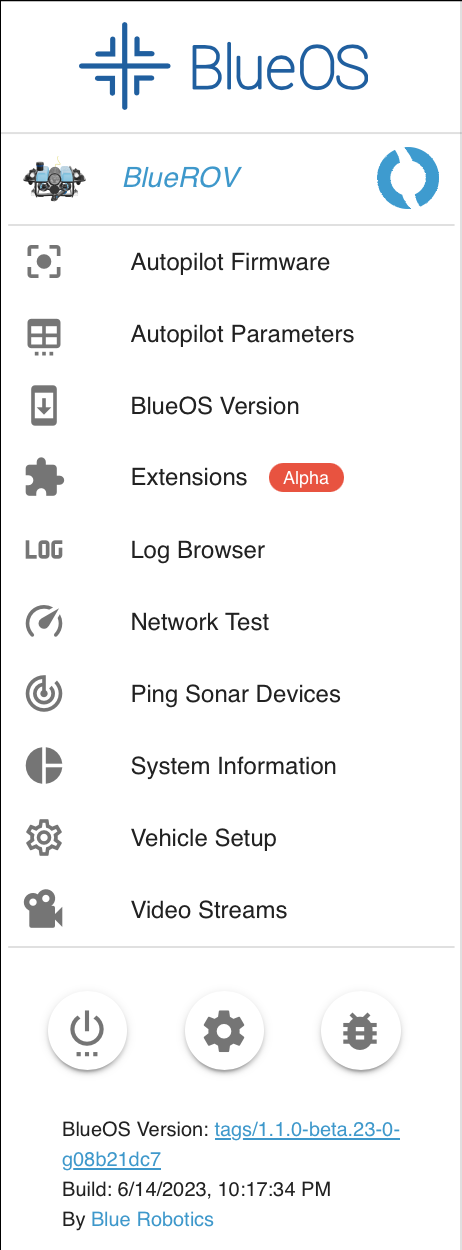 BlueOS
BlueROV
Autopilot Firmware
Autopilot Parameters
BlueOS Version
Extensions Alpha
LOG Log Browser
Network Test
Ping Sonar Devices
System Information
Vehicle Setup
Video Streams
BlueOS Version: tags/1.1.0-beta.23-0-
g08b21dc7
Build: 6/14/2023, 10:17:34 PM
By Blue Robotics